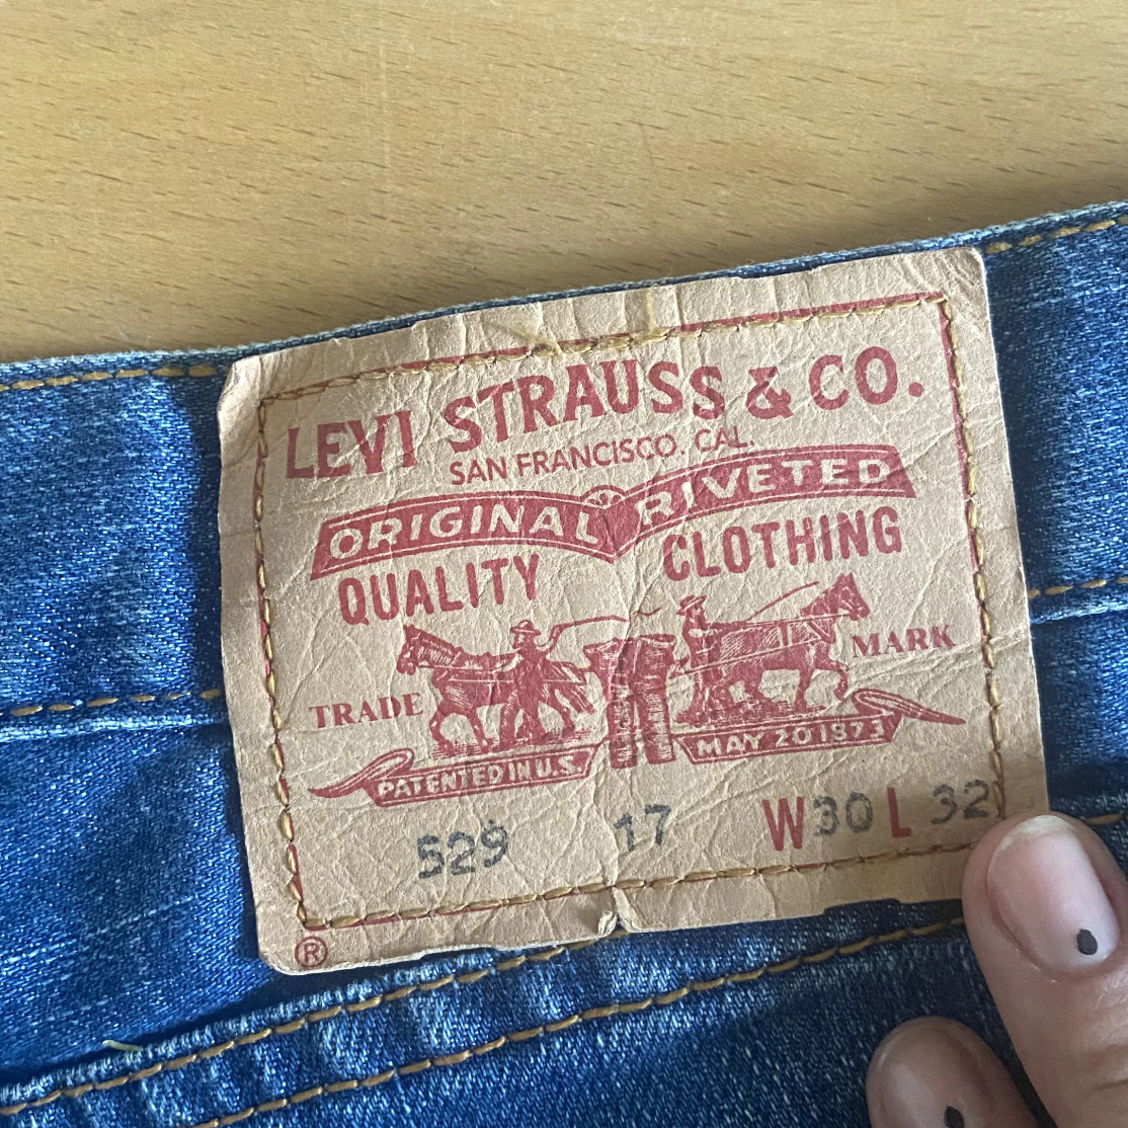 LEVI STRAUSS & CO.
SAN FRANCISCO. CAL.
ORIGINAL RIVETED
QUALITY CLOTHING
TRADE MARK
PATENTED IN U.S. MAY 20 1873
529 17 W30 L 32
®